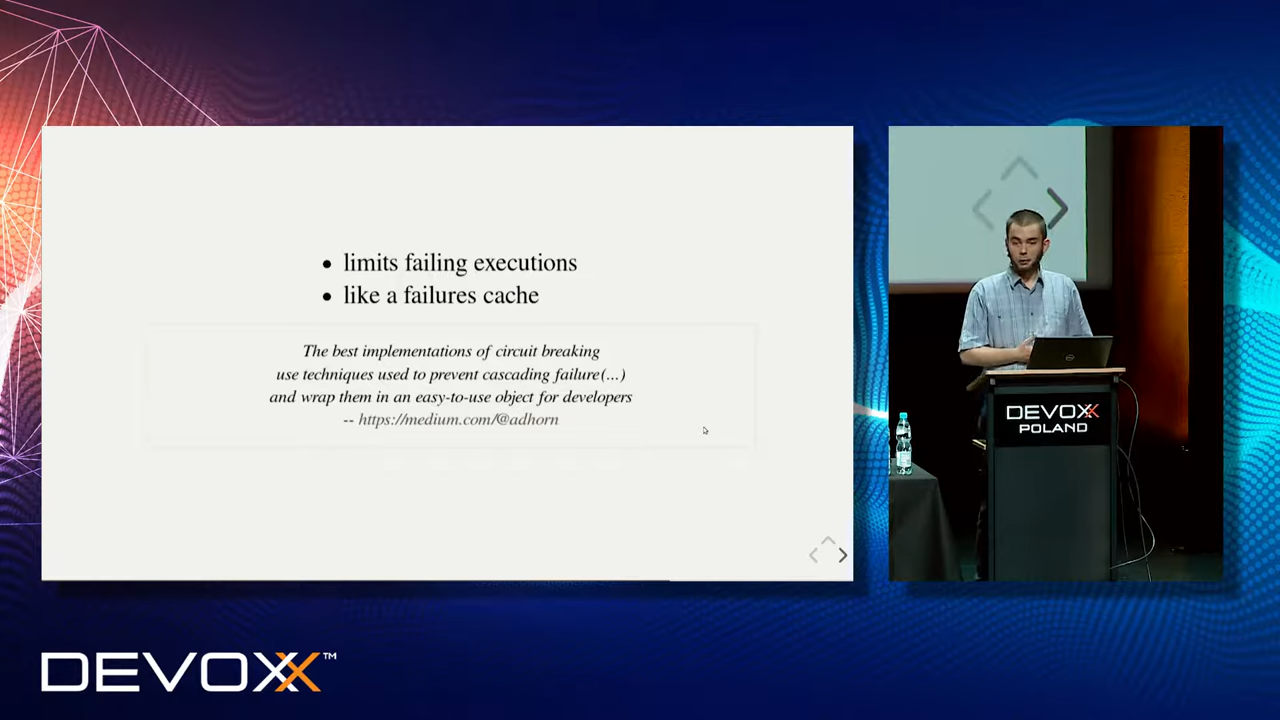 limits failing executions
like a failures cache
The best implementations of circuit breaking
use techniques used to prevent cascading failure(...)
and wrap them in an easy-to-use object for developers
-- https://medium.com/@adhorn
DEVOXX
POLAND
DEVOXX™